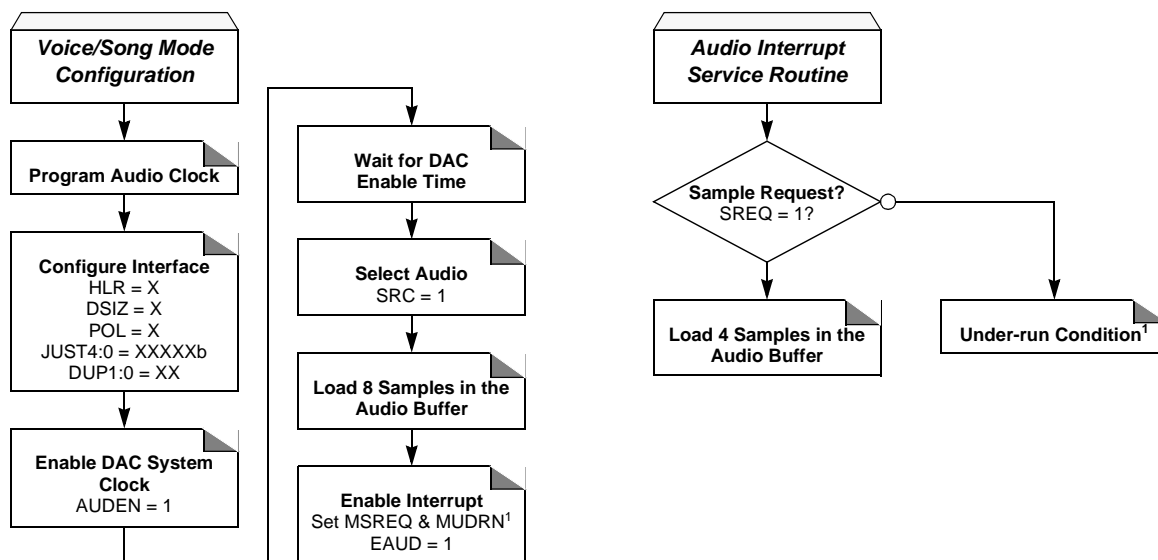 Voice/Song Mode
Configuration
Program Audio Clock
Configure Interface
HLR = X
DSIZ = X
POL = X
JUST4:0 = XXXXXb
DUP1:0 = XX
Enable DAC System
Clock
AUDEN = 1
Wait for DAC
Enable Time
Select Audio
SRC = 1
Load 8 Samples in the
Audio Buffer
Enable Interrupt
Set MSREQ & MUDRN¹
EAUD = 1
Audio Interrupt
Service Routine
Sample Request?
SREQ = 1?
Load 4 Samples in the
Audio Buffer
Under-run Condition¹